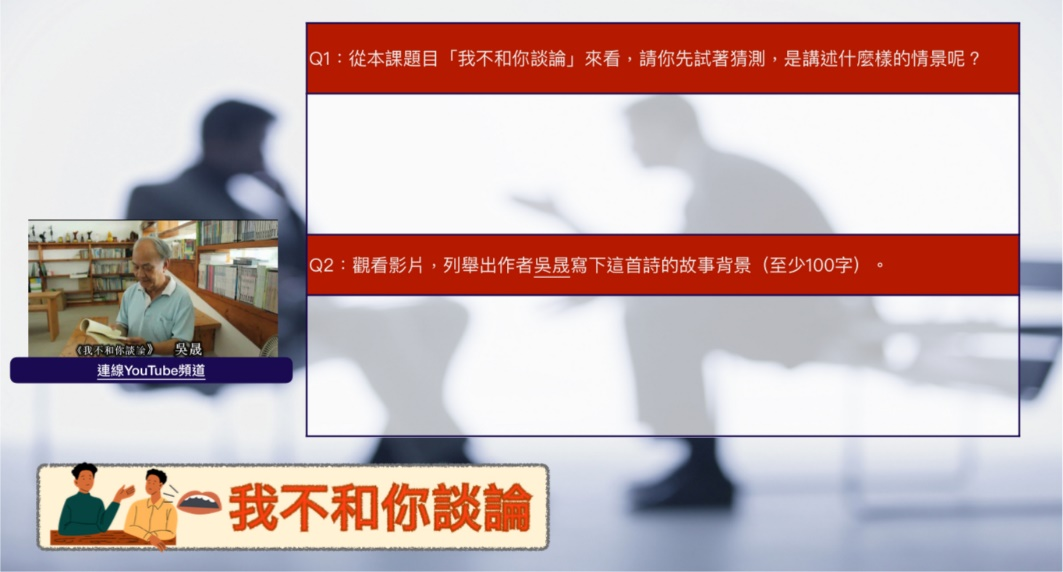 Q1：從本課題目「我不和你談論」來看，請你先試著猜測，是講述什麼樣的情景呢？
Q2：觀看影片，列舉出作者吳晟寫下這首詩的故事背景（至少100字）。
《我不和你談論》 吳晟
連線YouTube頻道
我不和你談論